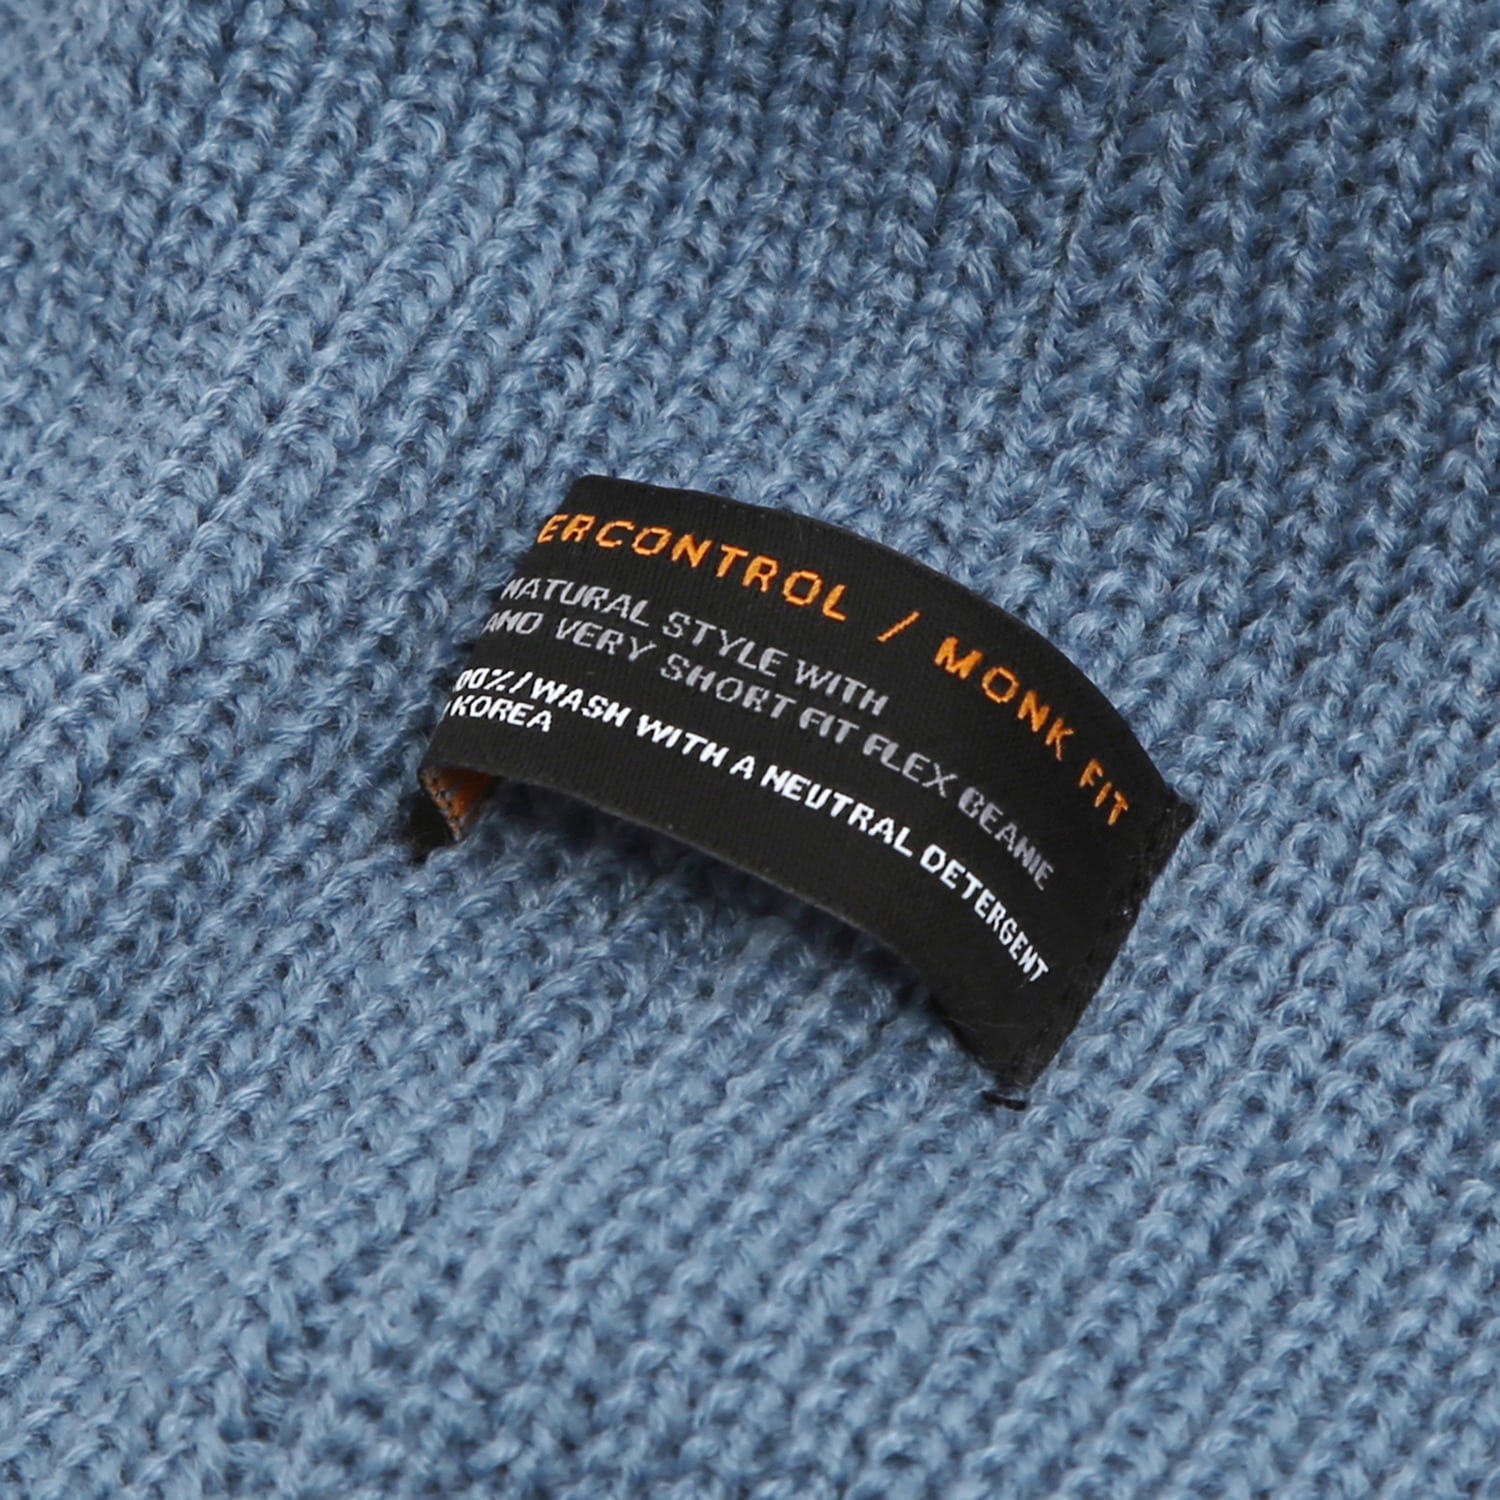 ERCONTROL / MONK FIT
NATURAL STYLE WITH
AND VERY SHORT FIT FLEX BEANIE
00% / WASH WITH A NEUTRAL DETERGENT
KOREA